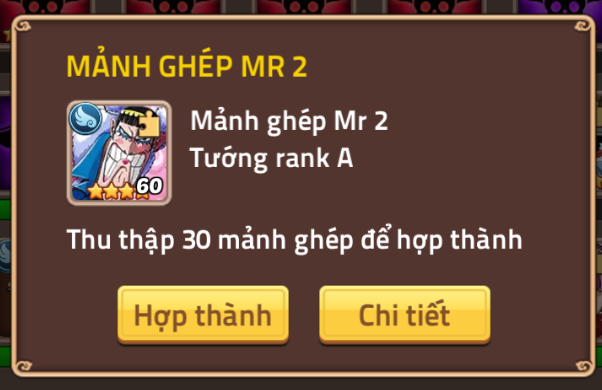 MẢNH GHÉP MR 2
Mảnh ghép Mr 2
Tướng rank A
60
Thu thập 30 mảnh ghép để hợp thành
Hợp thành
Chi tiết